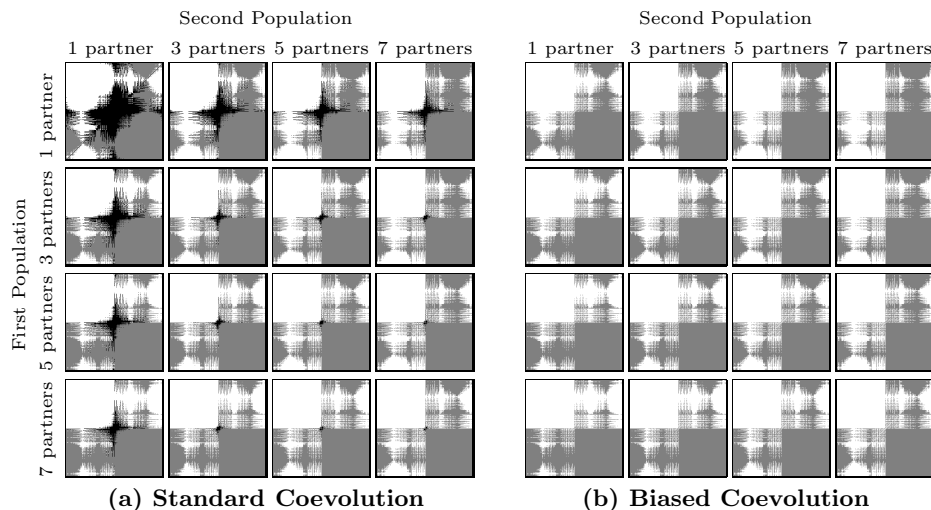 Second Population
1 partner 3 partners 5 partners 7 partners
First Population
1 partner
3 partners
5 partners
7 partners
(a) Standard Coevolution
Second Population
1 partner 3 partners 5 partners 7 partners
(b) Biased Coevolution